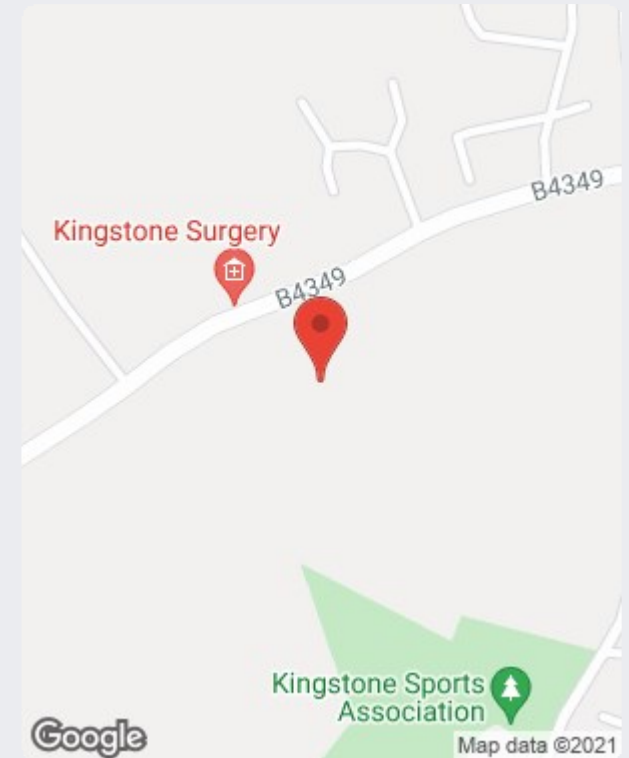 B4349
Kingstone Surgery
B4349
Kingstone Sports
Association
Google
Map data ©2021